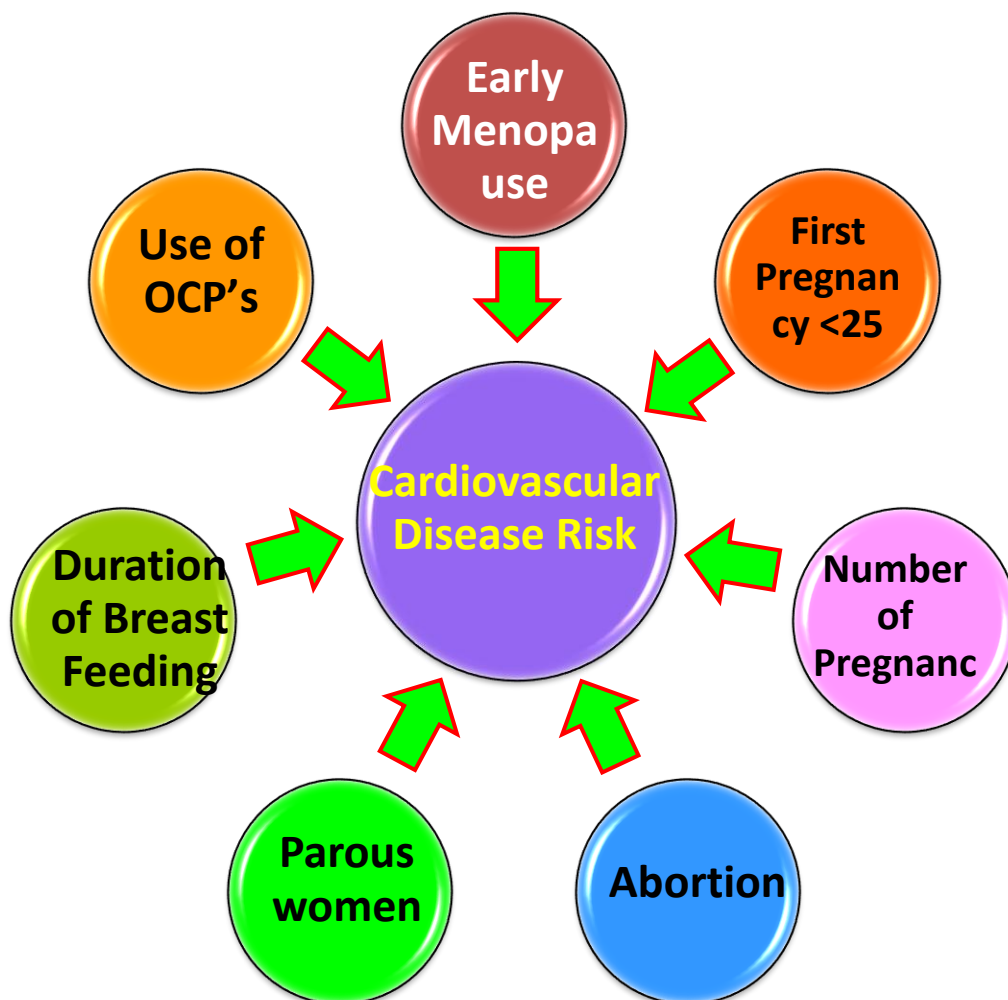 Early
Menopa
use
First
Pregnan
cy <25
Number
of
Pregnanc
Abortion
Parous
women
Duration
of Breast
Feeding
Use of
OCP’s
Cardiovascular
Disease Risk